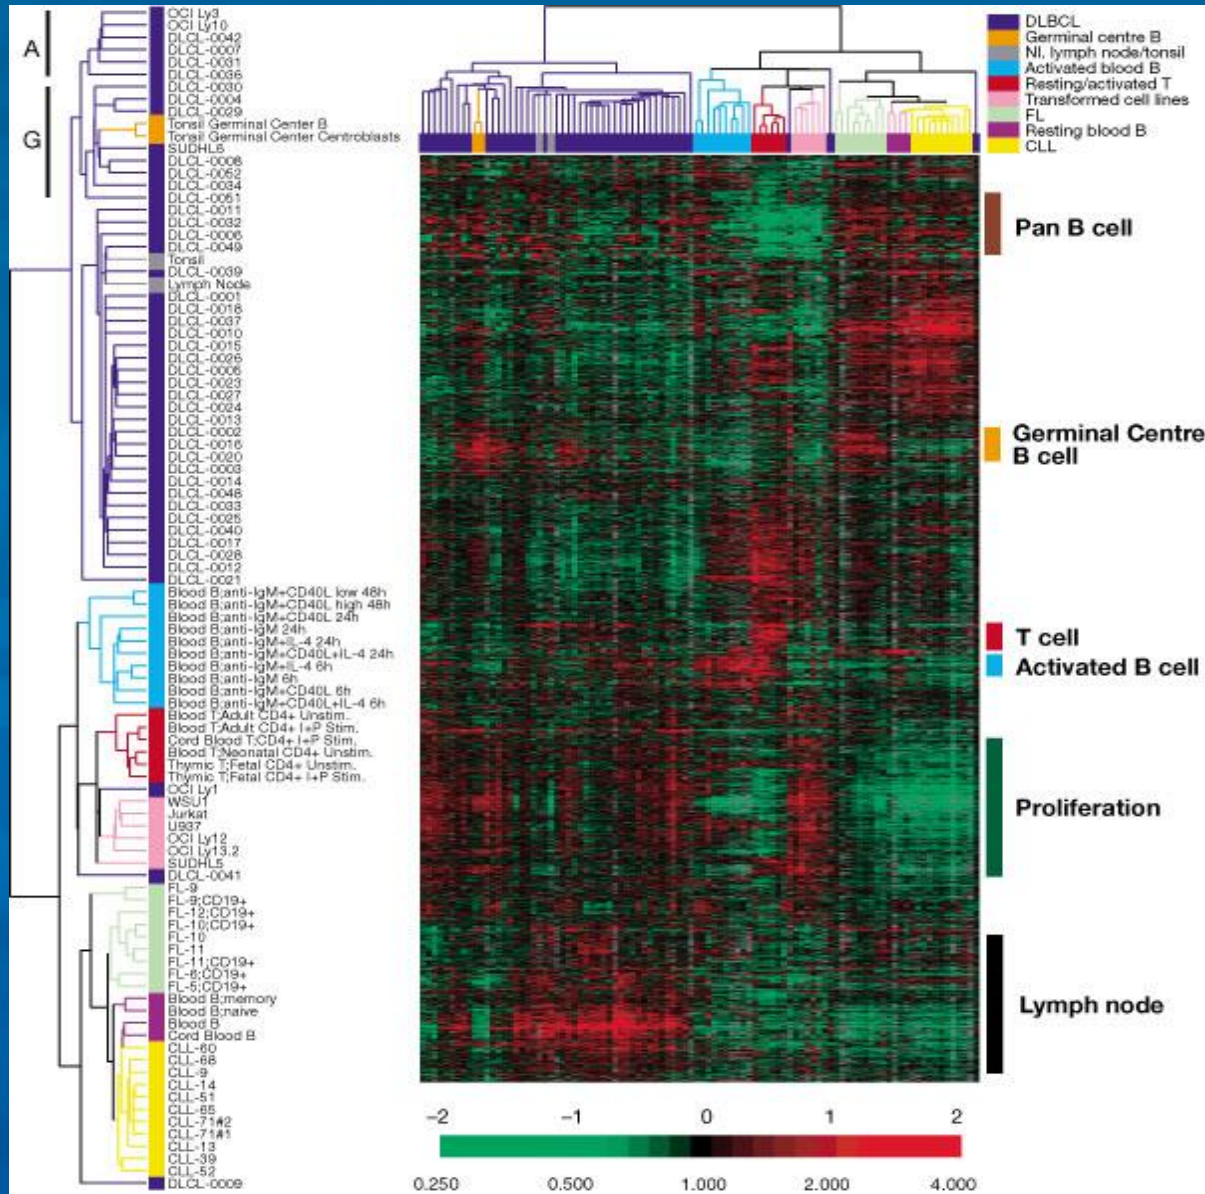 A
G
OCI Ly3
OCI Ly10
DLCL-0042
DLCL-0007
DLCL-0031
DLCL-0036
DLCL-0030
DLCL-0004
DLCL-0029
Tonsil Germinal Center B
Tonsil Germinal Center Centroblasts
SUDHL6
DLCL-0008
DLCL-0052
DLCL-0034
DLCL-0051
DLCL-0011
DLCL-0032
DLCL-0006
DLCL-0049
Tonsil
DLCL-0039
Lymph Node
DLCL-0001
DLCL-0018
DLCL-0037
DLCL-0010
DLCL-0015
DLCL-0026
DLCL-0005
DLCL-0023
DLCL-0027
DLCL-0024
DLCL-0013
DLCL-0002
DLCL-0016
DLCL-0020
DLCL-0003
DLCL-0014
DLCL-0048
DLCL-0033
DLCL-0025
DLCL-0040
DLCL-0017
DLCL-0028
DLCL-0012
DLCL-0021
Blood B;anti-IgM+CD40L low 48h
Blood B;anti-IgM+CD40L high 48h
Blood B;anti-IgM+CD40L 24h
Blood B;anti-IgM 24h
Blood B;anti-IgM+IL-4 24h
Blood B;anti-IgM+CD40L+IL-4 24h
Blood B;anti-IgM+IL-4 6h
Blood B;anti-IgM 6h
Blood B;anti-IgM+CD40L 6h
Blood B;anti-IgM+CD40L+IL-4 6h
Blood T;Adult CD4+ Unstim.
Blood T;Adult CD4+ I+P Stim.
Cord Blood T;CD4+ I+P Stim.
Blood T;Neonatal CD4+ Unstim.
Thymic T;Fetal CD4+ Unstim.
Thymic T;Fetal CD4+ I+P Stim.
OCI Ly1
WSU1
Jurkat
U937
OCI Ly12
OCI Ly13.2
SUDHL5
DLCL-0041
FL-9
FL-9;CD19+
FL-12;CD19+
FL-10;CD19+
FL-10
FL-11
FL-11;CD19+
FL-6;CD19+
FL-5;CD19+
Blood B;memory
Blood B;naive
Blood B
Cord Blood B
CLL-60
CLL-68
CLL-9
CLL-14
CLL-51
CLL-65
CLL-71#2
CLL-71#1
CLL-13
CLL-39
CLL-52
DLCL-0009
DLBCL
Germinal centre B
Nl. lymph node/tonsil
Activated blood B
Resting/activated T
Transformed cell lines
FL
Resting blood B
CLL
Pan B cell
Germinal Centre
B cell
T cell
Activated B cell
Proliferation
Lymph node
−2 −1 0 1 2
0.250 0.500 1.000 2.000 4.000